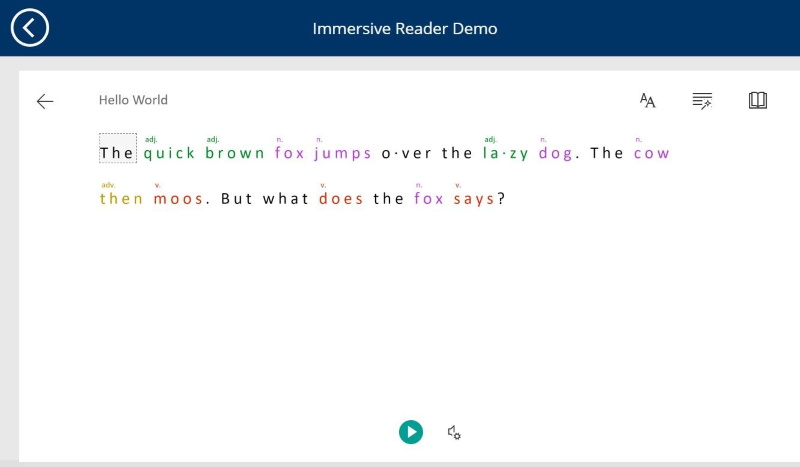 Immersive Reader Demo
Hello World
AA
adj. adj. n. n. adj. n. n.
The quick brown fox jumps o·ver the la·zy dog. The cow
adv. v. v. n. v.
then moos. But what does the fox says?